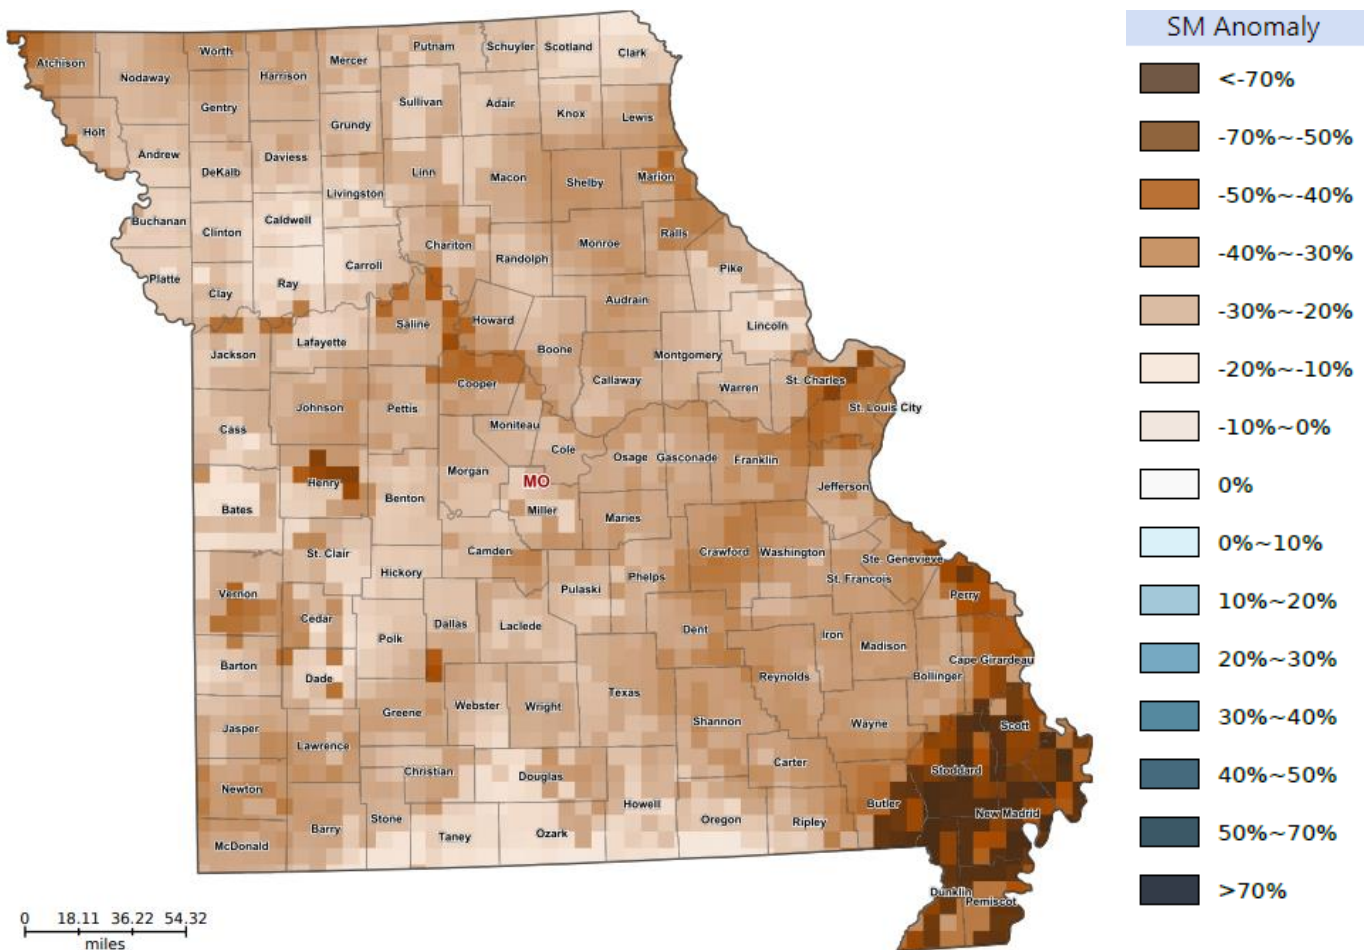 SM Anomaly
<-70%
-70%~-50%
-50%~-40%
-40%~-30%
-30%~-20%
-20%~-10%
-10%~0%
0%
0%~10%
10%~20%
20%~30%
30%~40%
40%~50%
50%~70%
>70%
Atchison
Nodaway
Worth
Harrison
Mercer
Putnam
Schuyler
Scotland
Clark
Gentry
Sullivan
Adair
Knox
Lewis
Holt
Grundy
Andrew
DeKalb
Daviess
Linn
Macon
Shelby
Marion
Livingston
Buchanan
Clinton
Caldwell
Chariton
Randolph
Monroe
Ralls
Platte
Clay
Ray
Carroll
Pike
Audrain
Saline
Howard
Lincoln
Jackson
Lafayette
Boone
Montgomery
Cooper
Callaway
Warren
St. Charles
Johnson
Pettis
St. Louis City
Cass
Moniteau
Cole
Osage
Gasconade
Franklin
Morgan
MO
Henry
Jefferson
Bates
Benton
Miller
Maries
St. Clair
Camden
Crawford
Washington
Ste. Genevieve
Hickory
Phelps
St. Francois
Vernon
Pulaski
Perry
Cedar
Dallas
Laclede
Dent
Polk
Iron
Madison
Barton
Cape Girardeau
Dade
Reynolds
Bollinger
Texas
Greene
Webster
Wright
Shannon
Wayne
Scott
Jasper
Lawrence
Christian
Douglas
Carter
Stoddard
Newton
Howell
Butler
Oregon
Ripley
New Madrid
McDonald
Barry
Stone
Taney
Ozark
Dunklin
Pemiscot
0 18.11 36.22 54.32
miles